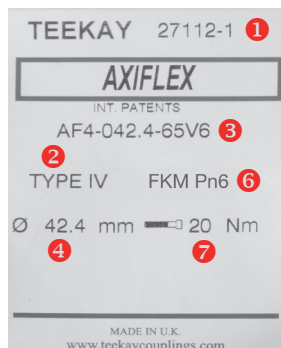 TEEKAY 27112-1 1
AXIFLEX
INT. PATENTS
AF4-042.4-65V6 3
2
TYPE IV FKM Pn6 6
Ø 42.4 mm 20 Nm
4 7
MADE IN U.K.
www.teekaycouplings.com